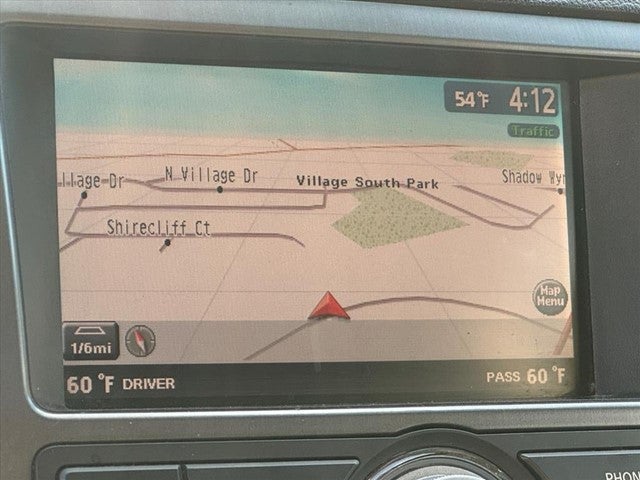 54°F 4:12
Traffic
llage Dr
N Village Dr
Village South Park
Shadow
Shirecliff Ct
Map
Menu
1/6mi
60°F DRIVER
PASS 60°F
PHON